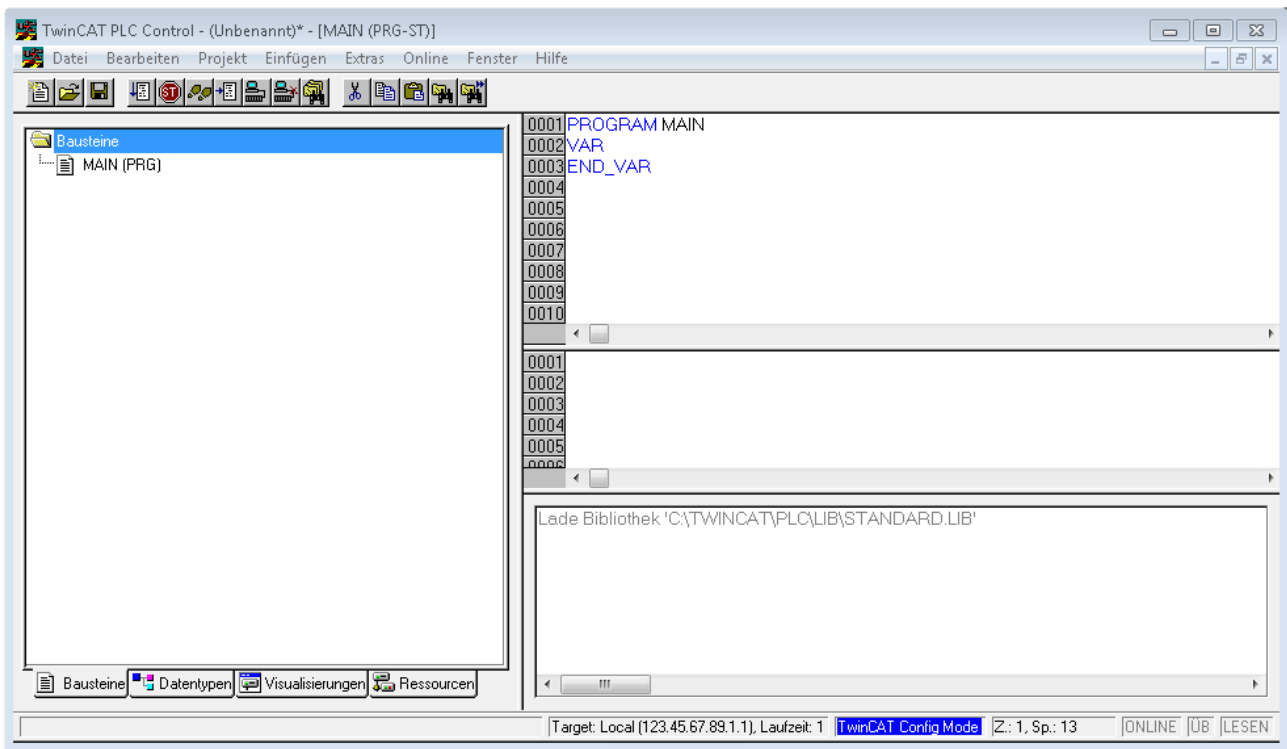 TwinCAT PLC Control - (Unbenannt)* - [MAIN (PRG-ST)]
Datei Bearbeiten Projekt Einfügen Extras Online Fenster Hilfe
Bausteine
MAIN (PRG)
0001 PROGRAM MAIN
0002 VAR
0003 END_VAR
0004
0005
0006
0007
0008
0009
0010
0001
0002
0003
0004
0005
0006
Lade Bibliothek 'C:\TWINCAT\PLC\LIB\STANDARD.LIB'
Bausteine Datentypen Visualisierungen Ressourcen
Target: Local (123.45.67.89.1.1), Laufzeit: 1 TwinCAT Config Mode Z.: 1, Sp.: 13 ONLINE ÜB LESEN